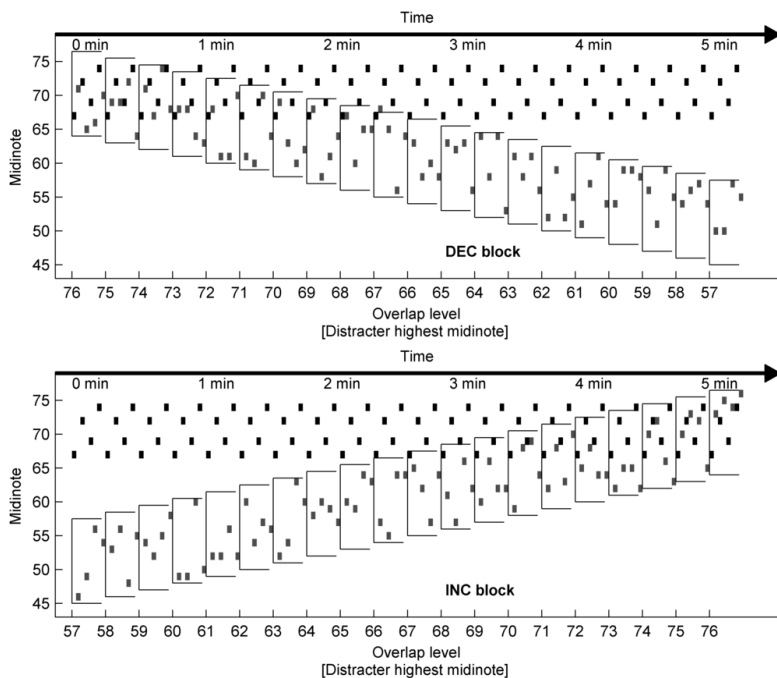 Time
0 min 1 min 2 min 3 min 4 min 5 min
75
70
65
60
55
50
45
Midinote
DEC block
76 75 74 73 72 71 70 69 68 67 66 65 64 63 62 61 60 59 58 57
Overlap level
[Distracter highest midinote]
Time
0 min 1 min 2 min 3 min 4 min 5 min
75
70
65
60
55
50
45
Midinote
INC block
57 58 59 60 61 62 63 64 65 66 67 68 69 70 71 72 73 74 75 76
Overlap level
[Distracter highest midinote]